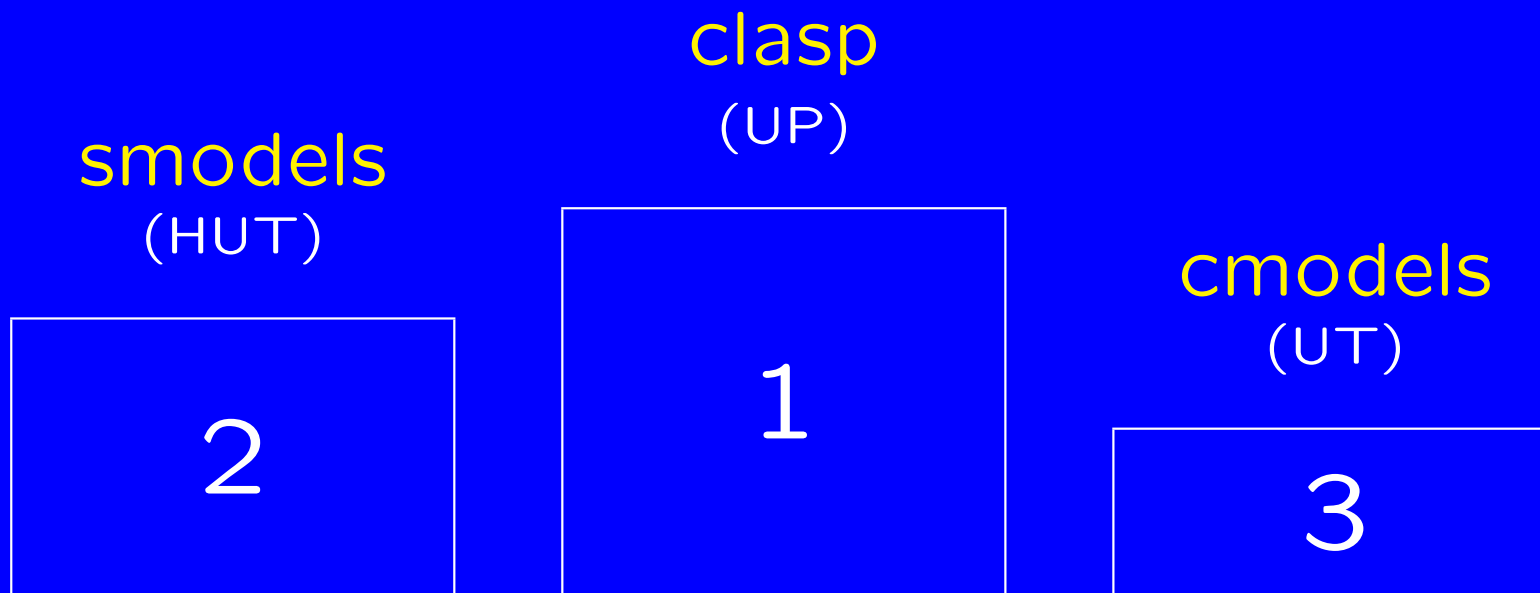 clasp
(UP)
smodels
(HUT)
cmodels
(UT)
1
2
3